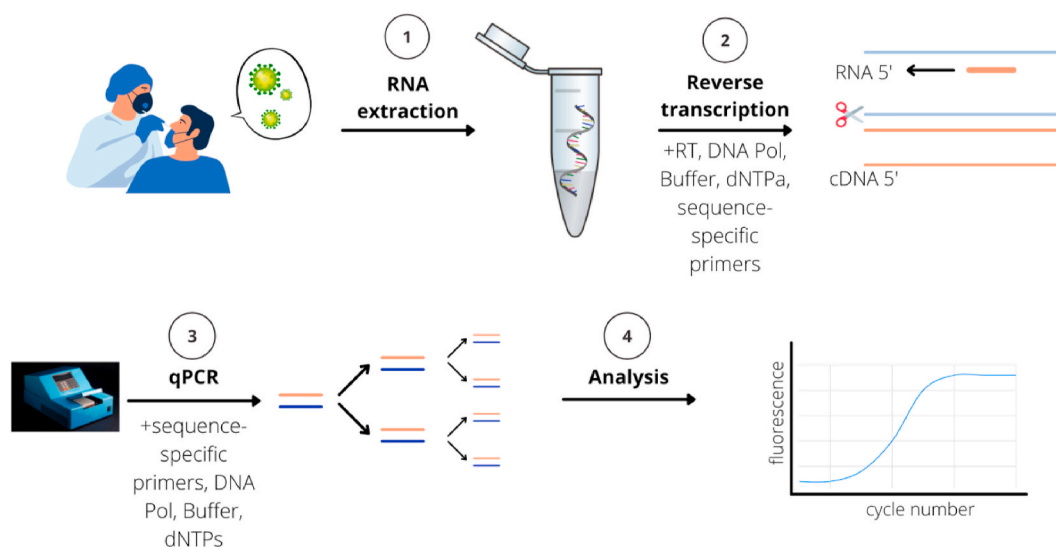 1
RNA
extraction
2
Reverse
transcription
+RT, DNA Pol,
Buffer, dNTPa,
sequence-
specific
primers
RNA 5'
cDNA 5'
3
qPCR
+sequence-
specific
primers, DNA
Pol, Buffer,
dNTPs
4
Analysis
fluorescence
cycle number